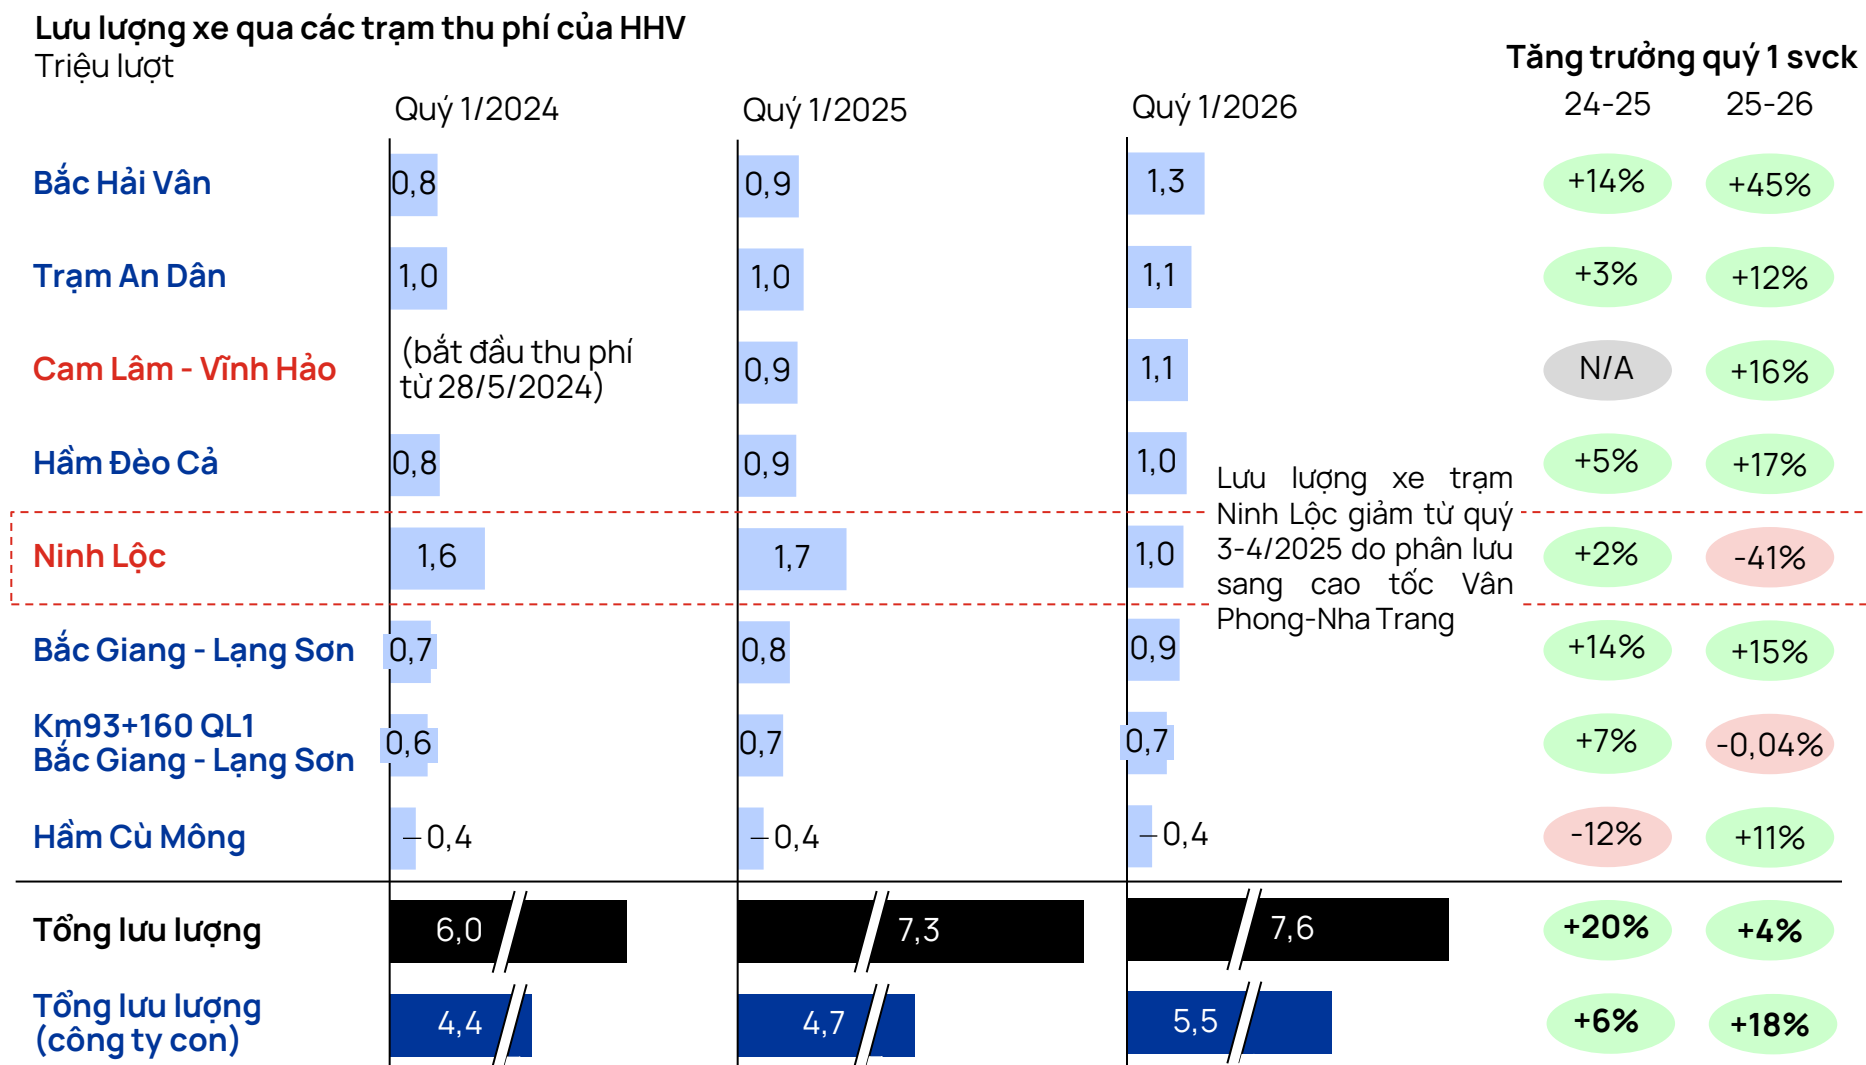 Lưu lượng xe qua các trạm thu phí của HHV
Triệu lượt
Tăng trưởng quý 1 svck
Quý 1/2024
Quý 1/2025
Quý 1/2026
24-25
25-26
Bắc Hải Vân
0,8
0,9
1,3
+14%
+45%
Trạm An Dân
1,0
1,0
1,1
+3%
+12%
Cam Lâm - Vĩnh Hảo
(bắt đầu thu phí
từ 28/5/2024)
0,9
1,1
N/A
+16%
Hầm Đèo Cả
0,8
0,9
1,0
+5%
+17%
Lưu lượng xe trạm
Ninh Lộc giảm từ quý
3-4/2025 do phân lưu
sang cao tốc Vân
Phong-Nha Trang
Ninh Lộc
1,6
1,7
1,0
+2%
-41%
Bắc Giang - Lạng Sơn
0,7
0,8
0,9
+14%
+15%
Km93+160 QL1
Bắc Giang - Lạng Sơn
0,6
0,7
0,7
+7%
-0,04%
Hầm Cù Mông
0,4
0,4
0,4
-12%
+11%
Tổng lưu lượng
6,0
7,3
7,6
+20%
+4%
Tổng lưu lượng
(công ty con)
4,4
4,7
5,5
+6%
+18%